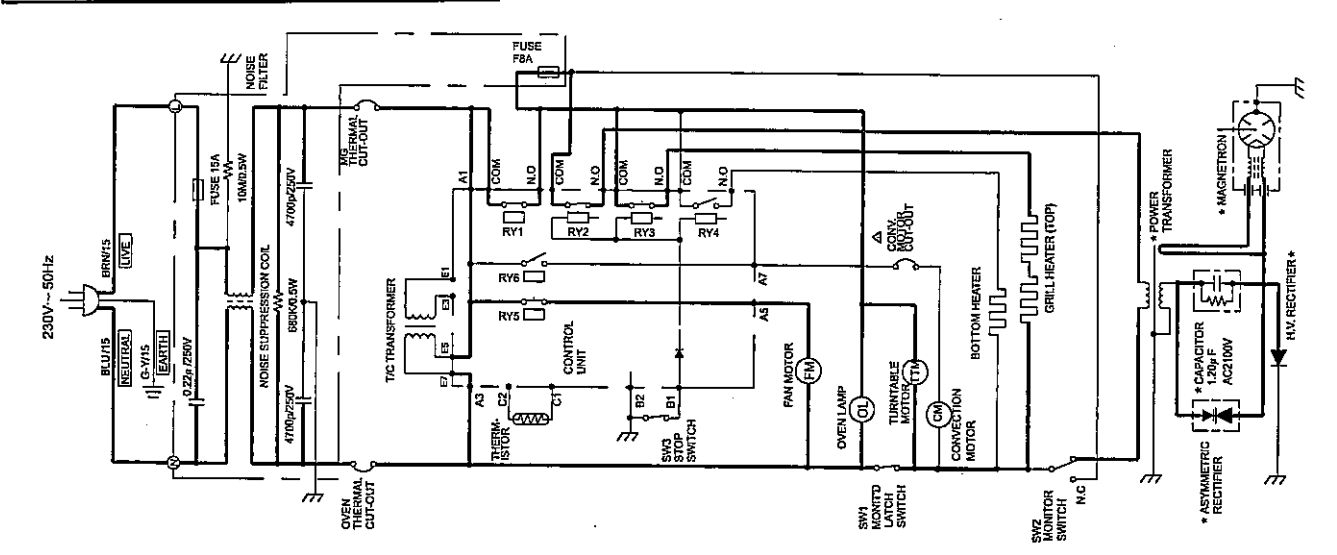 230V~ 50Hz
BRN/15
LIVE
BLU/15
NEUTRAL
G-Y/15
EARTH
L
N
NOISE
FILTER
FUSE 15A
10M/0.5W
0.22μ /250V
NOISE SUPPRESSION COIL
4700p/250V
680K/0.5W
4700p/250V
MG
THERMAL
CUT-OUT
OVEN
THERMAL
CUT-OUT
FUSE
F8A
A1
COM
N.O
COM
N.O
COM
N.O
COM
N.O
RY1
RY2
RY3
RY4
RY6
RY5
E1
E3
E5
E7
T/C TRANSFORMER
CONTROL
UNIT
A7
A5
A3
C2
C1
B2
B1
THERM-
ISTOR
SW3
STOP
SWITCH
FAN MOTOR
FM
OVEN LAMP
OL
TURNTABLE
MOTOR
TTM
CM
CONVECTION
MOTOR
CONV.
MOTOR
CUT-OUT
BOTTOM HEATER
GRILL HEATER (TOP)
SW1
MONIT'D
LATCH
SWITCH
SW2
MONITOR
SWITCH
N.C
* POWER
TRANSFORMER
* MAGNETRON
* CAPACITOR
1.20μ F
AC2100V
* ASYMMETRIC
RECTIFIER
H.V. RECTIFIER *